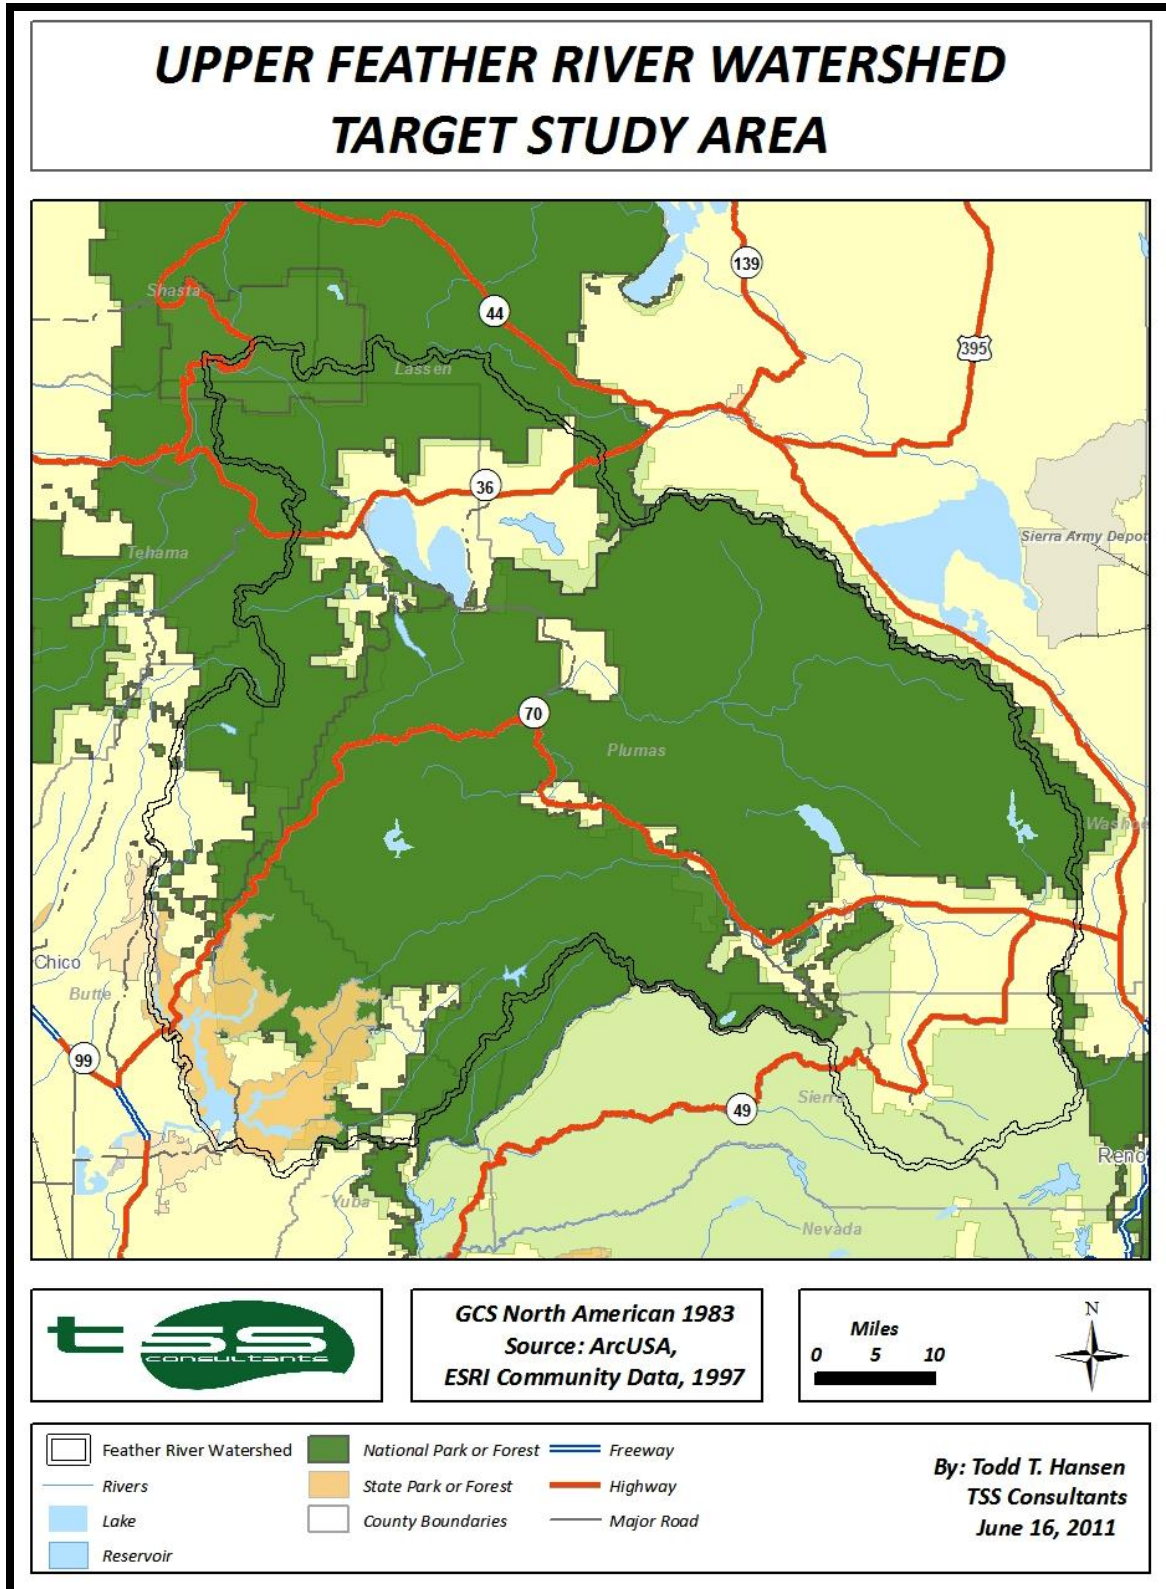 UPPER FEATHER RIVER WATERSHED
TARGET STUDY AREA
139
Shasta
44
395
Lassen
36
Sierra Army Depot
Tehama
70
Plumas
Washoe
Chico
Butte
99
49
Sierra
Reno
Yuba
Nevada
tss
consultants
GCS North American 1983
Source: ArcUSA,
ESRI Community Data, 1997
Miles
0 5 10
N
Feather River Watershed
Rivers
Lake
Reservoir
National Park or Forest
State Park or Forest
County Boundaries
Freeway
Highway
Major Road
By: Todd T. Hansen
TSS Consultants
June 16, 2011